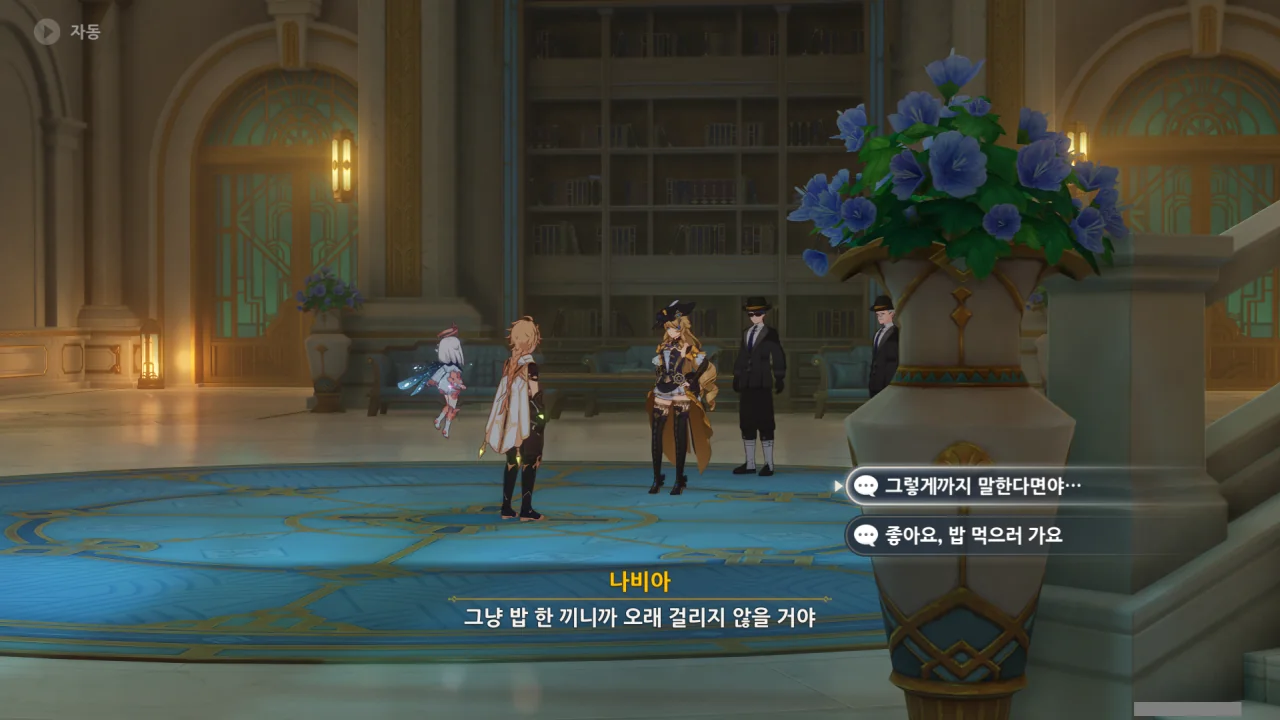 자동
그렇게까지 말한다면야…
좋아요, 밥 먹으러 가요
나비아
그냥 밥 한 끼니까 오래 걸리지 않을 거야